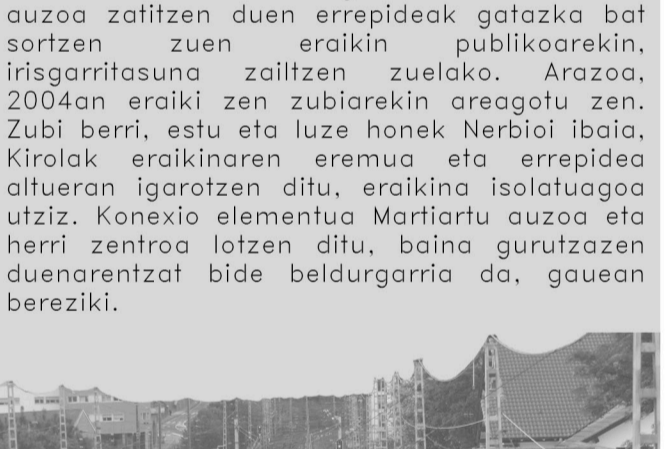 auzoa zatitzen duen errepideak gatazka bat
sortzen zuen eraikin publikoarekin,
irisgarritasuna zailtzen zuelako. Arazoa,
2004an eraiki zen zubiarekin areagotu zen.
Zubi berri, estu eta luze honek Nerbioi ibaia,
Kirolak eraikinaren eremua eta errepidea
altueran igarotzen ditu, eraikina isolatuagoa
utziz. Konexio elementua Martiartu auzoa eta
herri zentroa lotzen ditu, baina gurutzazen
duenarentzat bide beldurgarria da, gauean
bereziki.